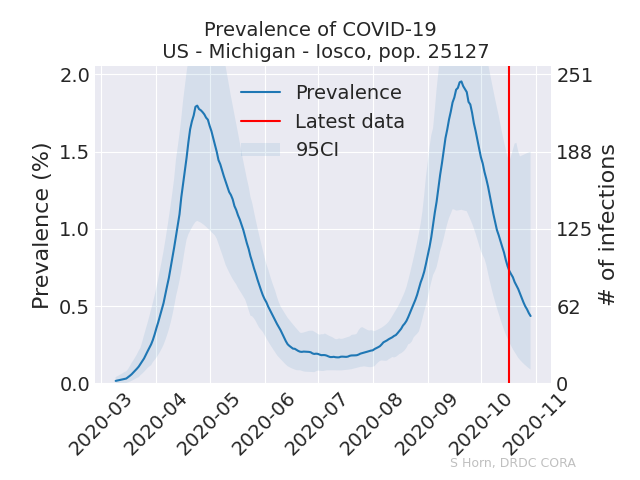 Prevalence of COVID-19
US - Michigan - Iosco, pop. 25127
Prevalence (%)
2.0
1.5
1.0
0.5
0.0
Prevalence
Latest data
95CI
251
188
125
62
0
# of infections
2020-03
2020-04
2020-05
2020-06
2020-07
2020-08
2020-09
2020-10
2020-11
S Horn, DRDC CORA